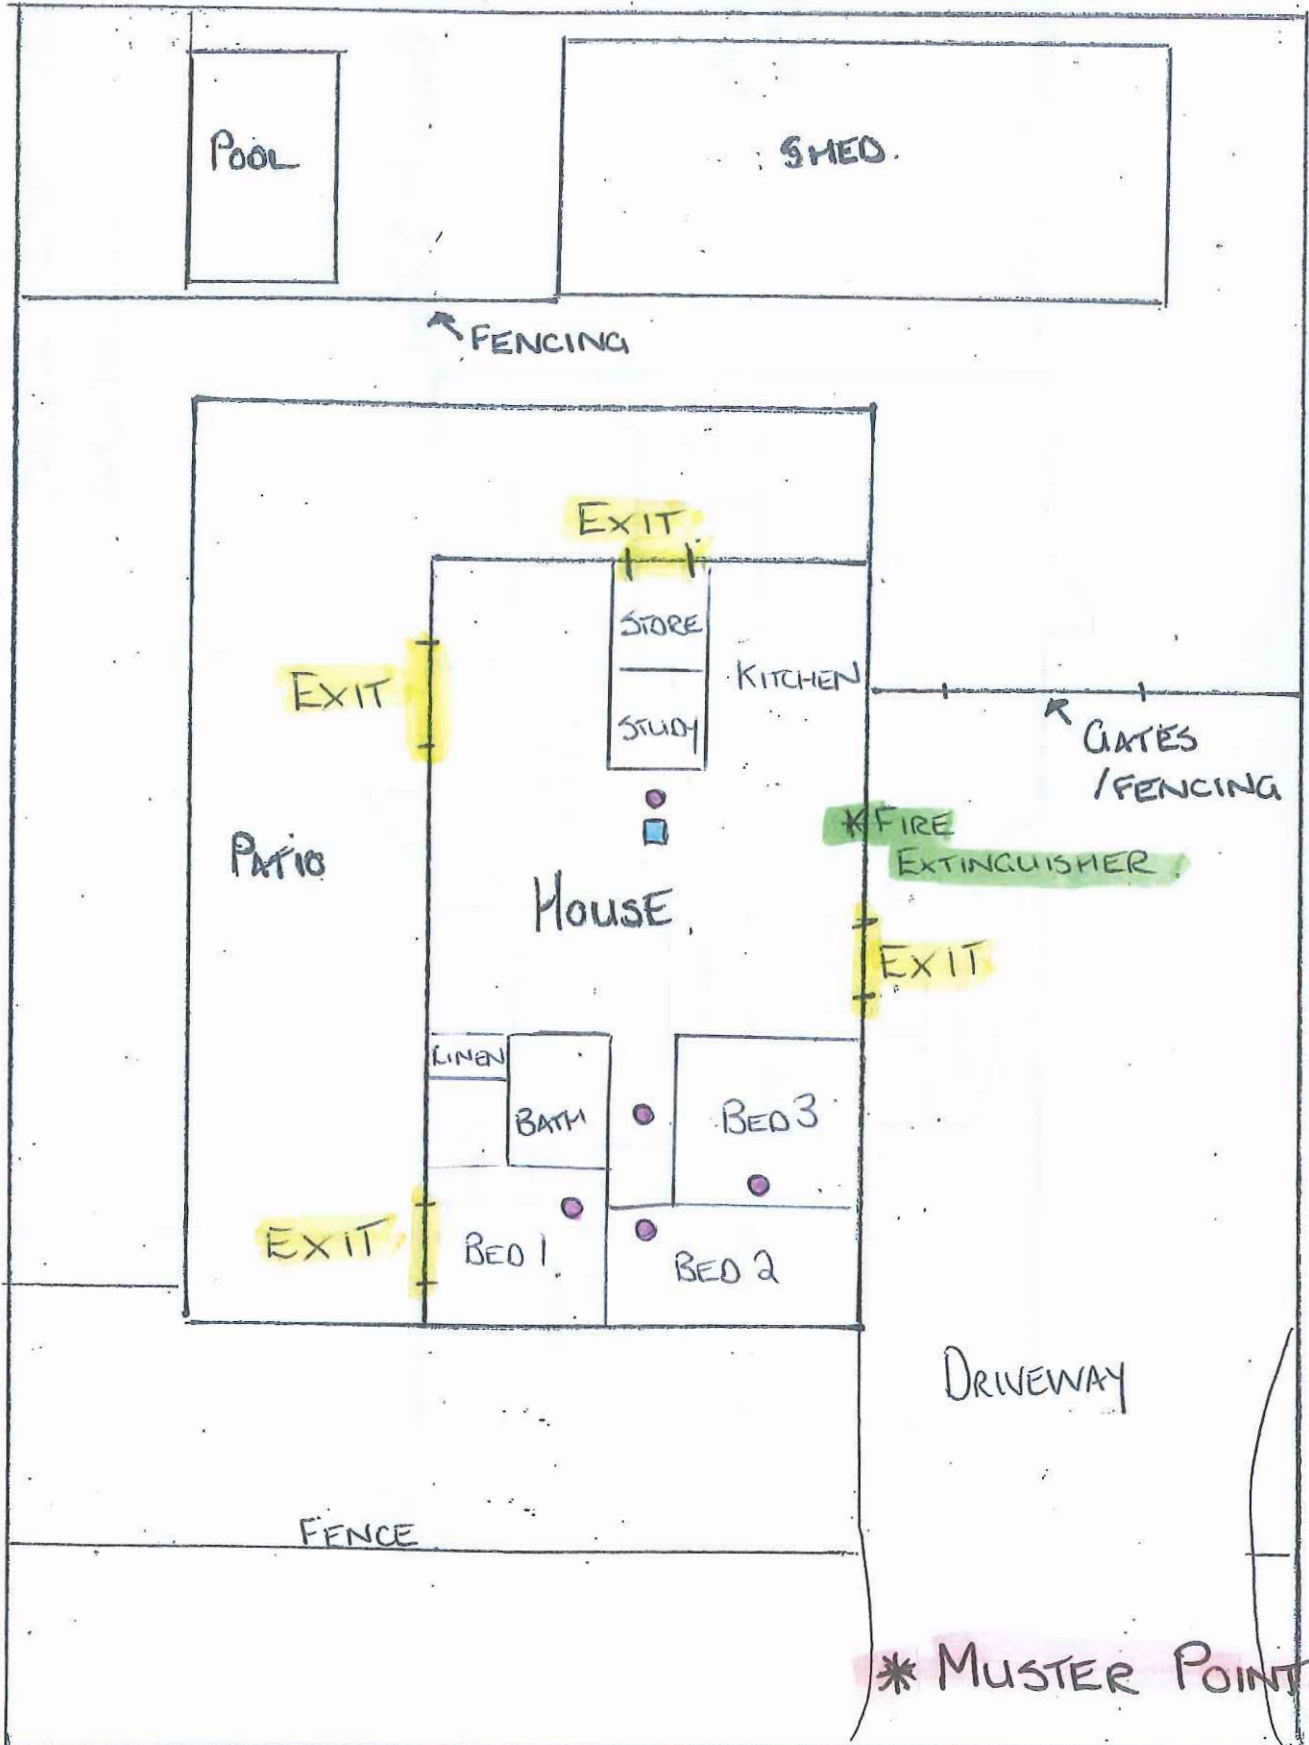 POOL
SHED.
FENCING
EXIT
STORE
KITCHEN
EXIT
STUDY
GATES
/FENCING
*FIRE
EXTINGUISHER
PATIO
HOUSE
EXIT
LINEN
BATH
BED 3
EXIT
BED 1
BED 2
DRIVEWAY
FENCE
* MUSTER POINT